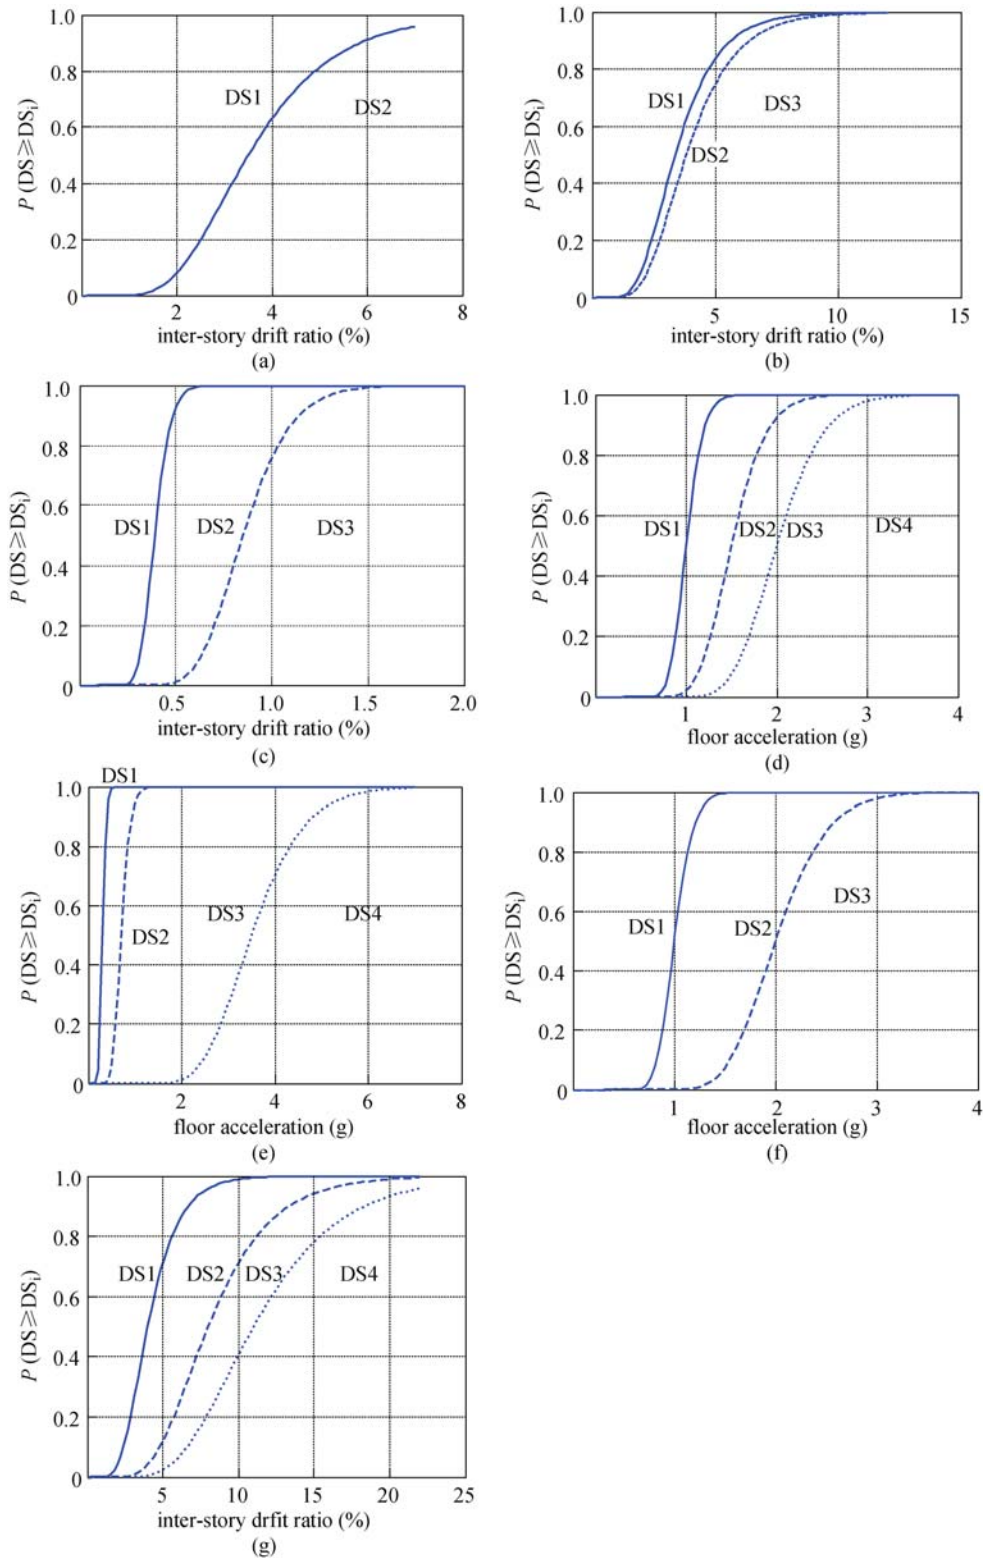 1.0
0.8
0.6
0.4
0.2
0
P (DS⩾DSi)
DS1
DS2
2
4
6
8
inter-story drift ratio (%)
(a)
1.0
0.8
0.6
0.4
0.2
0
P (DS⩾DSi)
DS1
DS3
DS2
5
10
15
inter-story drift ratio (%)
(b)
1.0
0.8
0.6
0.4
0.2
0
P (DS⩾DSi)
DS1
DS2
DS3
0.5
1.0
1.5
2.0
inter-story drift ratio (%)
(c)
1.0
0.8
0.6
0.4
0.2
0
P (DS⩾DSi)
DS1
DS2
DS3
DS4
1
2
3
4
floor acceleration (g)
(d)
DS1
1.0
0.8
0.6
0.4
0.2
0
P (DS⩾DSi)
DS3
DS4
DS2
2
4
6
8
floor acceleration (g)
(e)
1.0
0.8
0.6
0.4
0.2
0
P (DS⩾DSi)
DS3
DS1
DS2
1
2
3
4
floor acceleration (g)
(f)
1.0
0.8
0.6
0.4
0.2
0
P (DS⩾DSi)
DS1
DS2
DS3
DS4
5
10
15
20
25
inter-story drfit ratio (%)
(g)